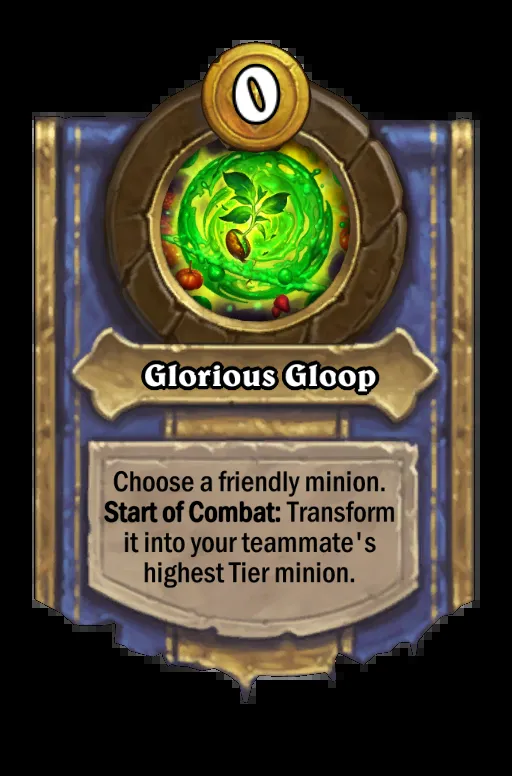 0
Glorious Gloop
Choose a friendly minion.
Start of Combat: Transform
it into your teammate's
highest Tier minion.